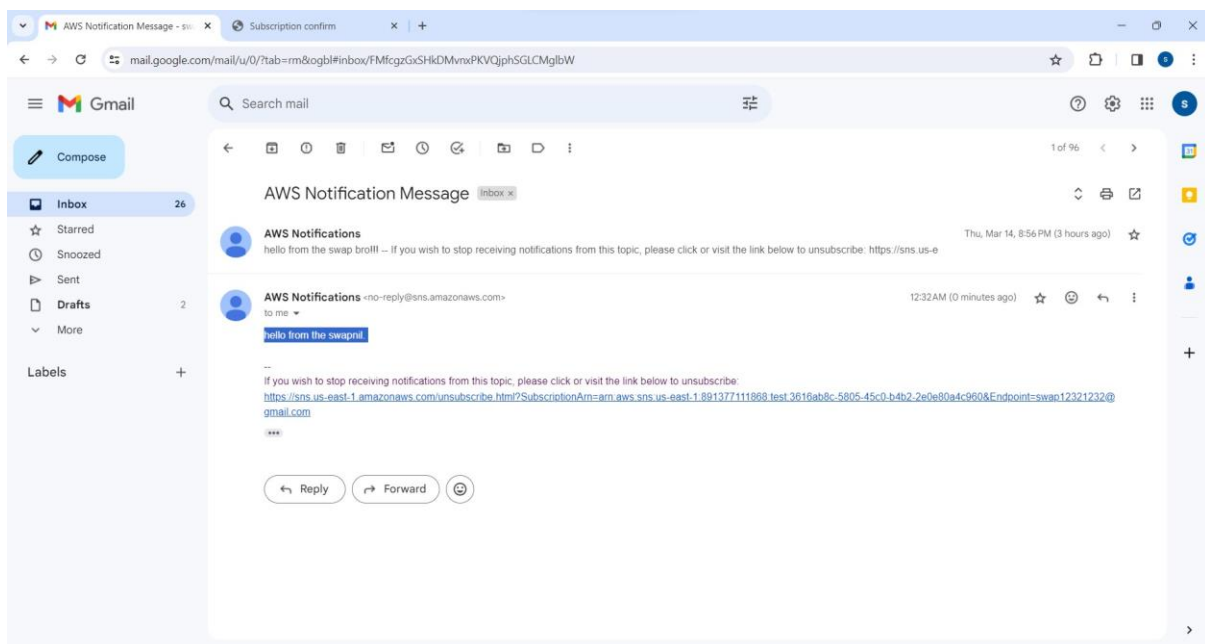 AWS Notification Message - sw
Subscription confirm
mail.google.com/mail/u/0/?tab=rm&ogbl#inbox/FMfcgzGxSHkDMvnxPKVQjphSGLCMglbW
Gmail
Search mail
S
Compose
1 of 96
Inbox 26
Starred
Snoozed
Sent
Drafts 2
More
Labels
AWS Notification Message Inbox x
AWS Notifications
Thu, Mar 14, 8:56 PM (3 hours ago)
hello from the swap bro!!! -- If you wish to stop receiving notifications from this topic, please click or visit the link below to unsubscribe: https://sns.us-e
AWS Notifications <no-reply@sns.amazonaws.com>
12:32 AM (0 minutes ago)
to me
hello from the swapnil.
--
If you wish to stop receiving notifications from this topic, please click or visit the link below to unsubscribe:
https://sns.us-east-1.amazonaws.com/unsubscribe.html?SubscriptionArn=arn:aws:sns:us-east-1:891377111868:test:3616ab8c-5805-45c0-b4b2-2e0e80a4c960&Endpoint=swap12321232@
gmail.com
Reply
Forward